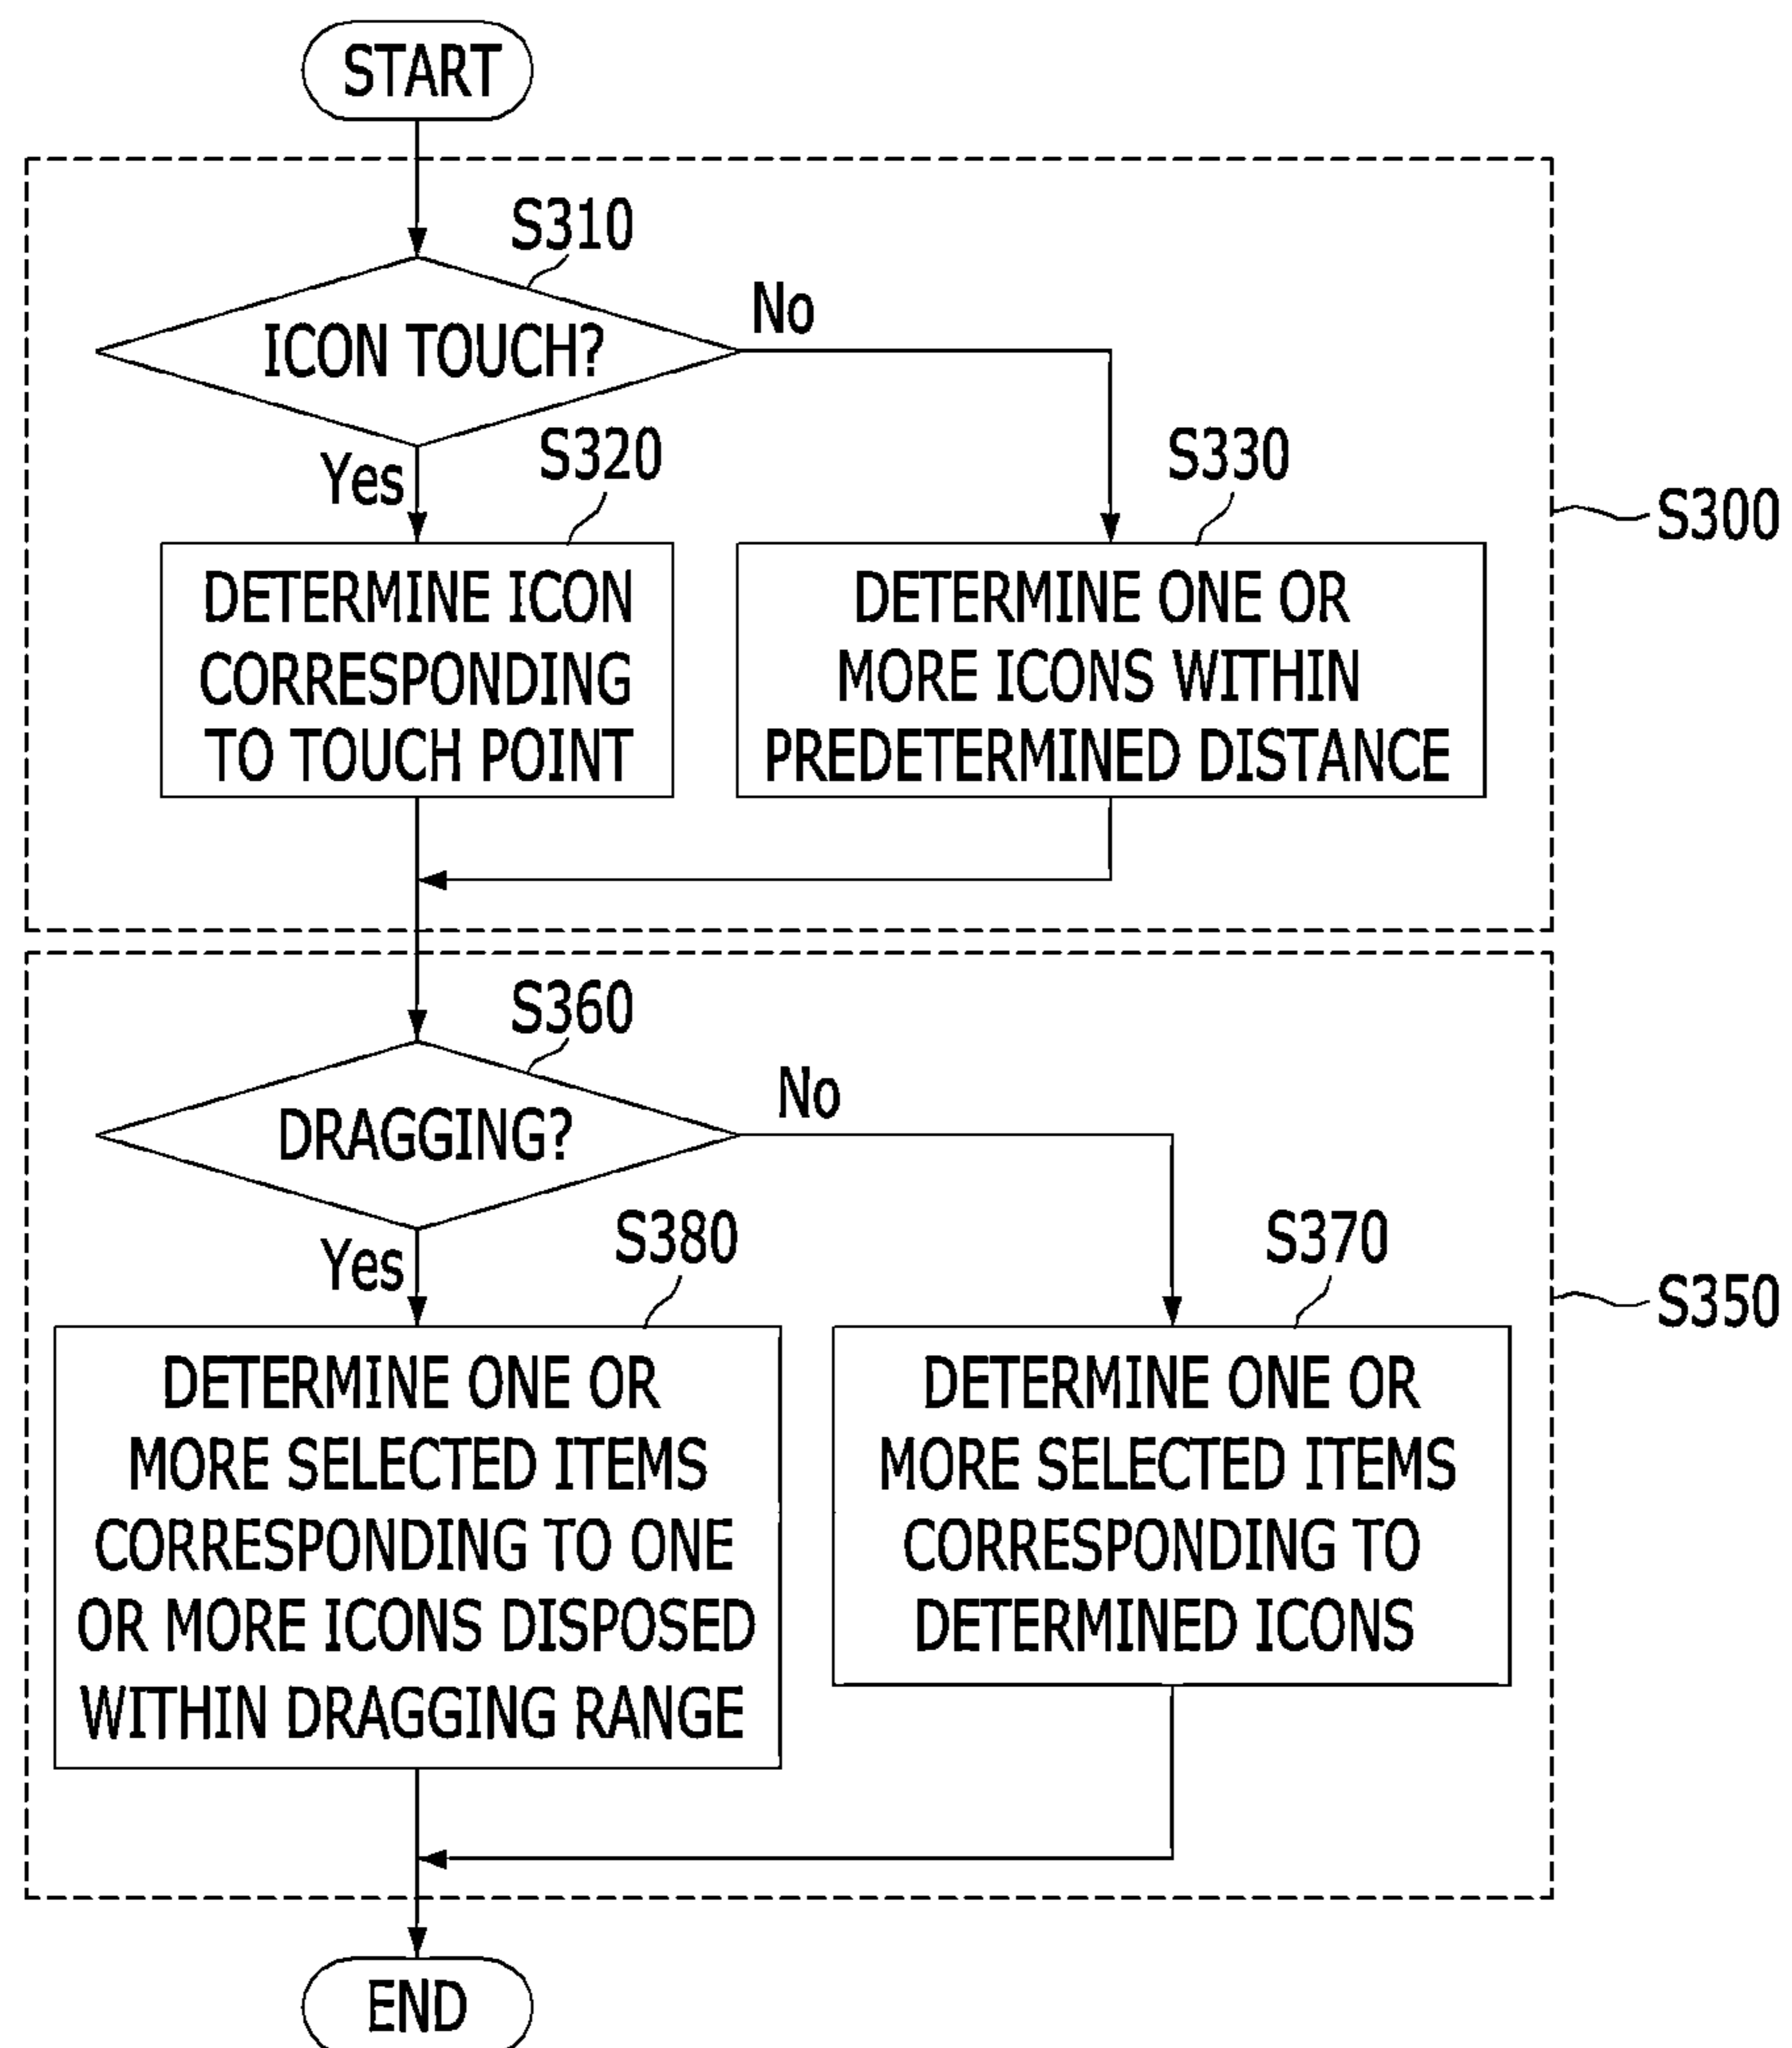 START
S310
ICON TOUCH?
No
Yes
S320
S330
S300
DETERMINE ICON
CORRESPONDING
TO TOUCH POINT
DETERMINE ONE OR
MORE ICONS WITHIN
PREDETERMINED DISTANCE
S360
DRAGGING?
No
Yes
S380
S370
S350
DETERMINE ONE OR
MORE SELECTED ITEMS
CORRESPONDING TO ONE
OR MORE ICONS DISPOSED
WITHIN DRAGGING RANGE
DETERMINE ONE OR
MORE SELECTED ITEMS
CORRESPONDING TO
DETERMINED ICONS
END